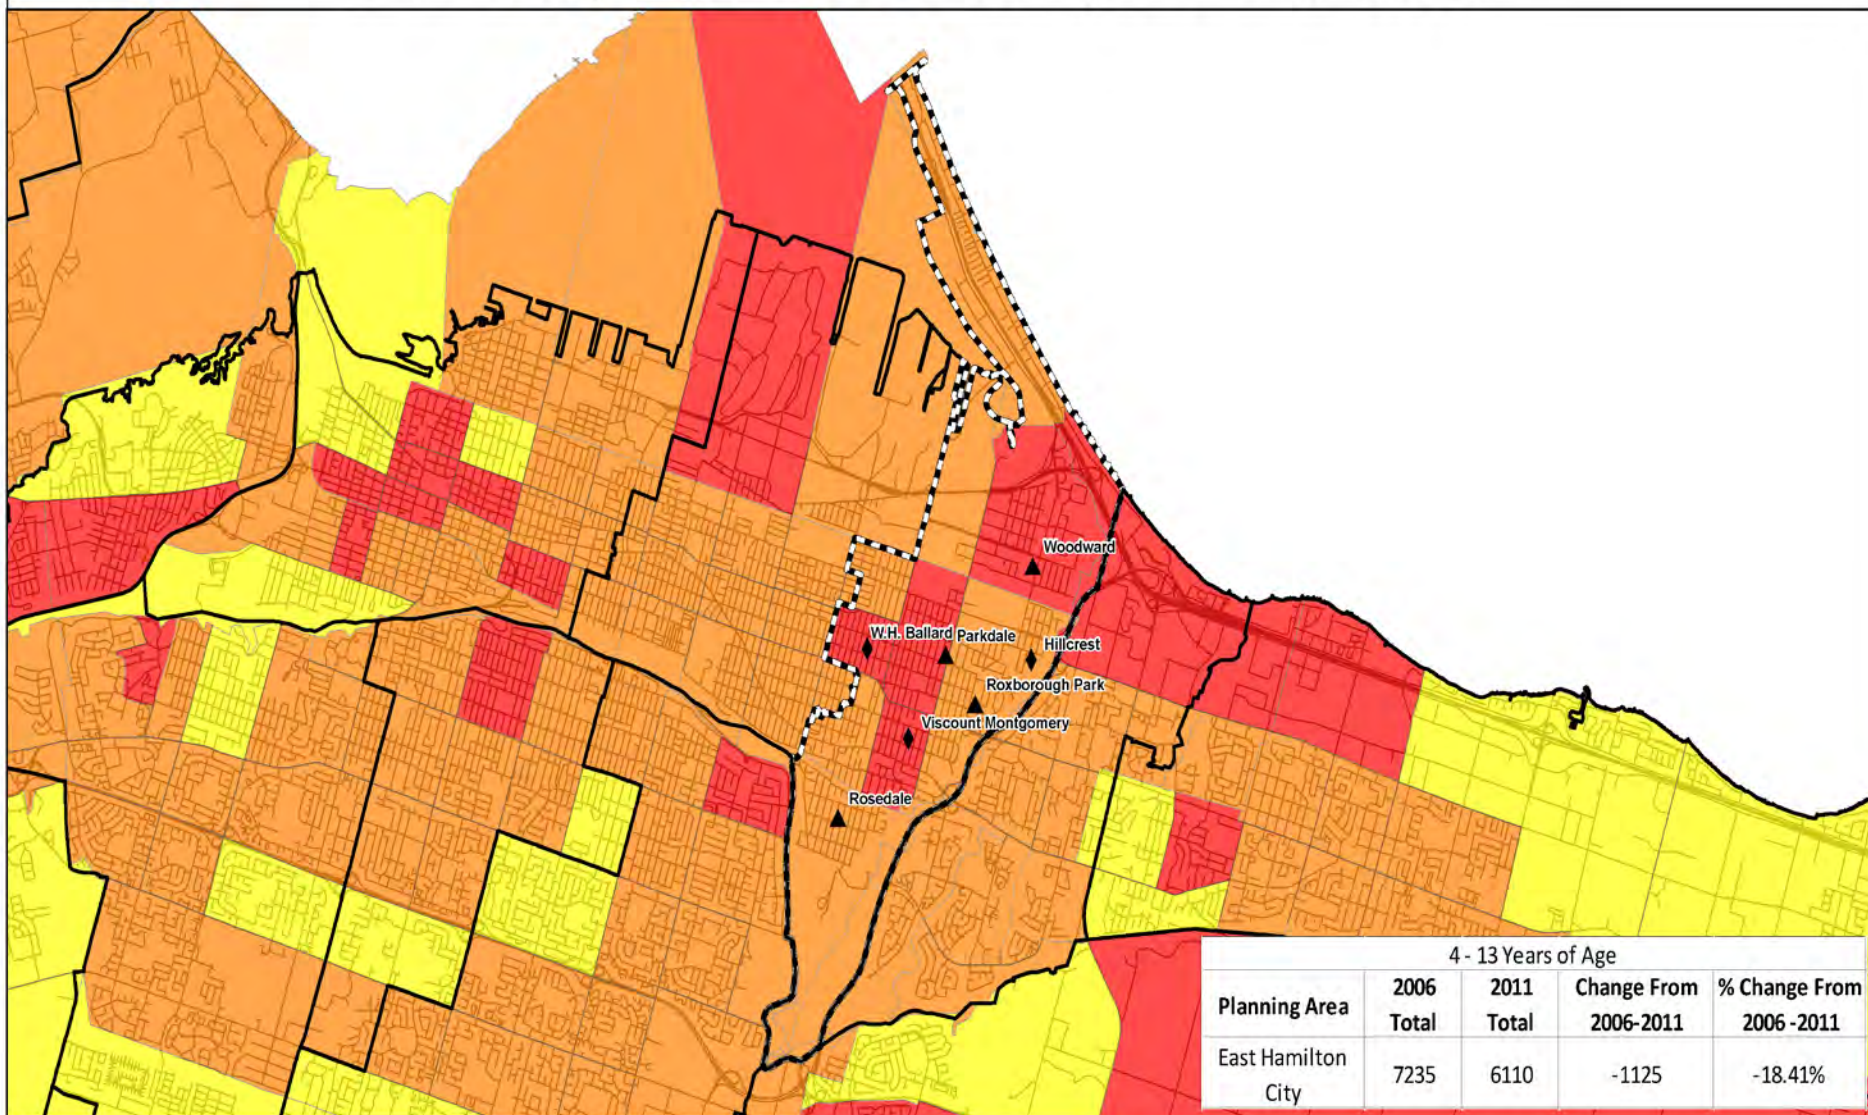 Woodward
W.H. Ballard
Parkdale
Hillcrest
Roxborough Park
Viscount Montgomery
Rosedale
4 - 13 Years of Age
Planning Area 2006 Total 2011 Total Change From 2006-2011 % Change From 2006 -2011
East Hamilton City 7235 6110 -1125 -18.41%